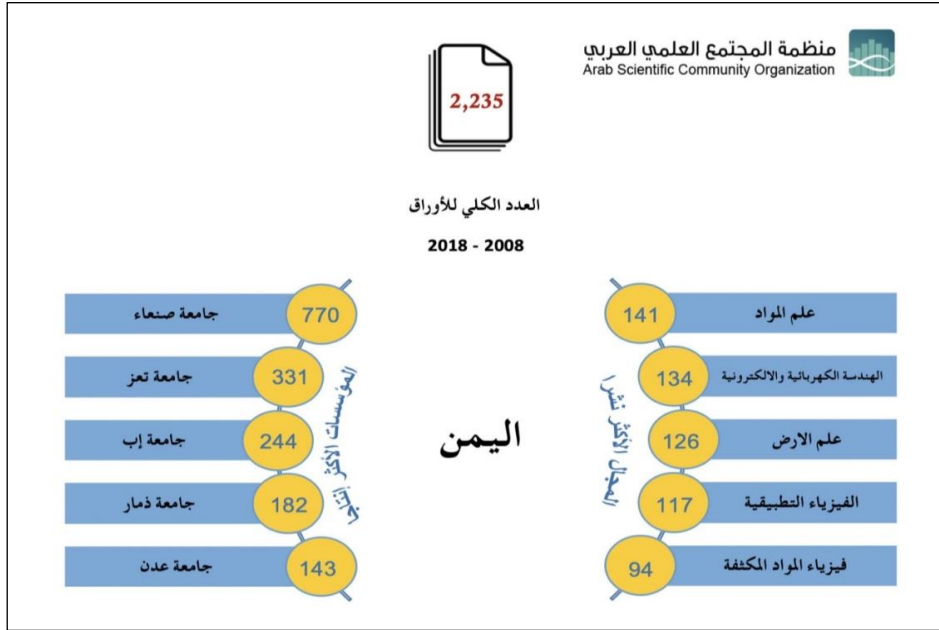 منظمة المجتمع العلمي العربي
Arab Scientific Community Organization
2,235
العدد الكلي للأوراق
2018 - 2008
اليمن
المجال الأكثر نشرا
141 علم المواد
134 الهندسة الكهربائية والالكترونية
126 علم الارض
117 الفيزياء التطبيقية
94 فيزياء المواد المكثفة
المؤسسات الأكثر إنتاجا
770 جامعة صنعاء
331 جامعة تعز
244 جامعة إب
182 جامعة ذمار
143 جامعة عدن